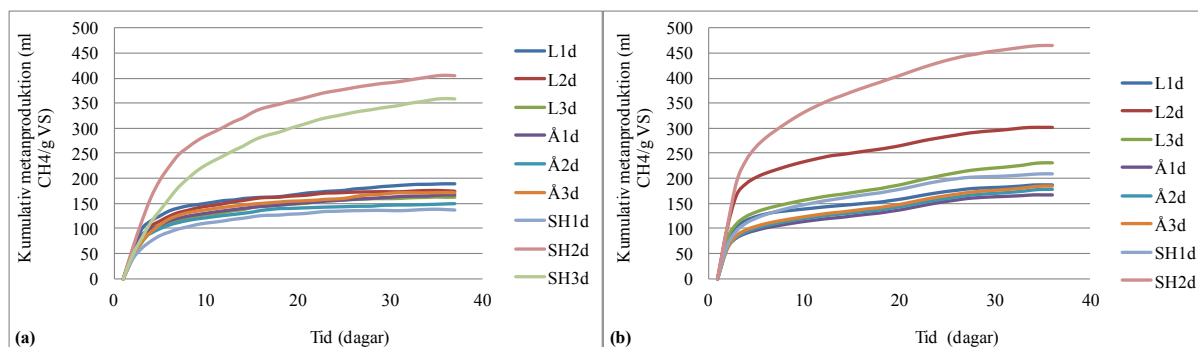 Kumulativ metanproduktion (ml
CH4/g VS)
500
450
400
350
300
250
200
150
100
50
0
0
10
20
30
40
Tid (dagar)
(a)
L1d
L2d
L3d
Å1d
Å2d
Å3d
SH1d
SH2d
SH3d
Kumulativ metanproduktion (ml
CH4/g VS)
500
450
400
350
300
250
200
150
100
50
0
0
10
20
30
40
Tid (dagar)
(b)
L1d
L2d
L3d
Å1d
Å2d
Å3d
SH1d
SH2d